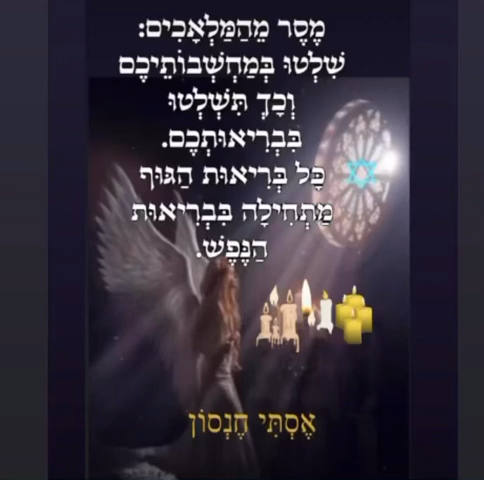 מֶסֶר מֵהַמַּלְאָכִים:
שִׁלְטוּ בְּמַחְשְׁבוֹתֵיכֶם
וְכָךְ תִּשְׁלְטוּ
בִּבְרִיאוּתְכֶם.
כָּל בְּרִיאוּת הַגּוּף
מַתְחִילָה בִּבְרִיאוּת
הַנֶּפֶשׁ.
אֶסְתִּי חֶנְסוֹן